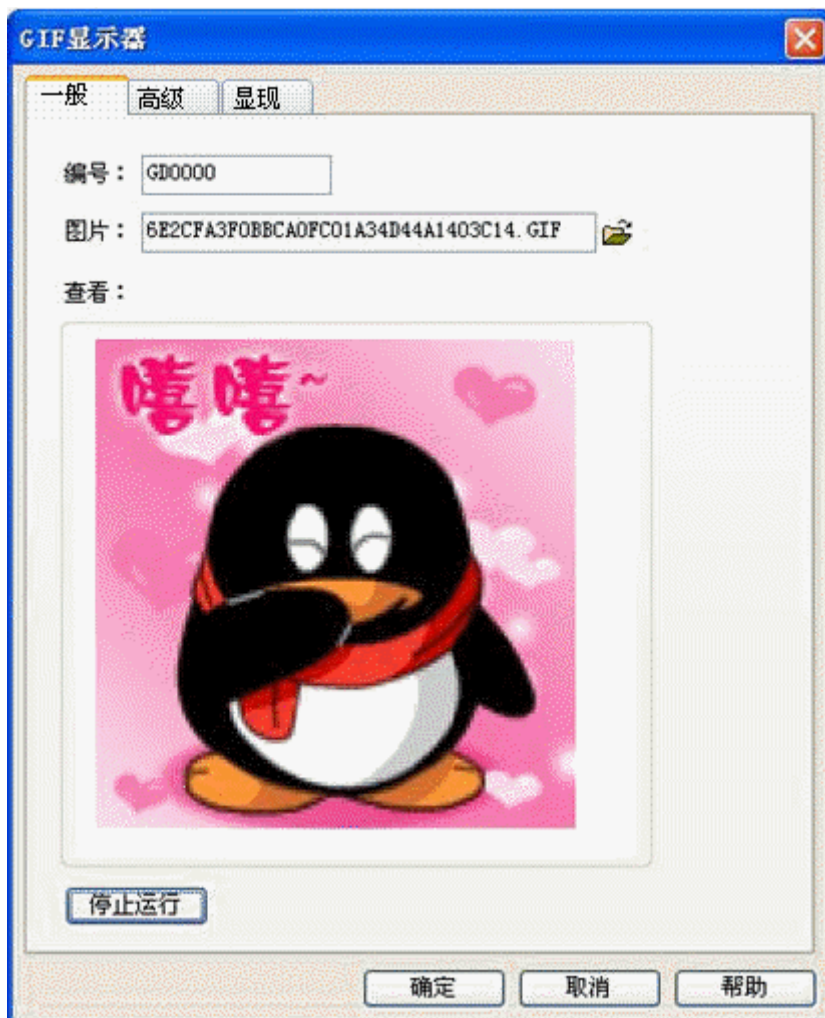 GIF显示器
一般 高级 显现
编号： GD0000
图片： 6E2CFA3F0BBCA0FC01A34D44A1403C14.GIF
查看：
嘻嘻~
停止运行
确定 取消 帮助